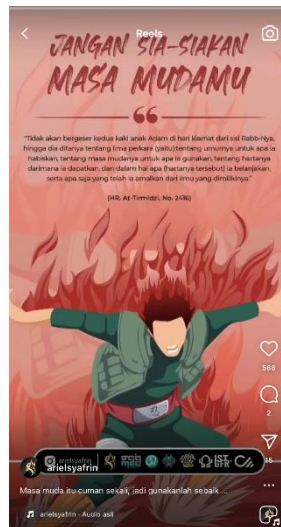 Reels
JANGAN SIA-SIAKAN
MASA MUDAMU
"Tidak akan bergeser kedua kaki anak Adam di hari kiamat dari sisi Rabb-Nya,
hingga dia ditanya tentang lima perkara (yaitu)tentang umurnya untuk apa ia
habiskan, tentang masa mudanya untuk apa is gunakan, tentang hartanya
darimana ia dapatkan, dan dalam hal apa (hartanya tersebut) ia belanjakan,
serta apa saja yang telah ia amalkan dari ilmu yang dimilikinya."
(HR. At-Tirmidzi, No. 2416)
568
2
arielsyafrin
arielsyafrin
15
Masa muda itu cuman sekali, jadi gunakanlah sebaik ...
arielsyafrin • Audio asli